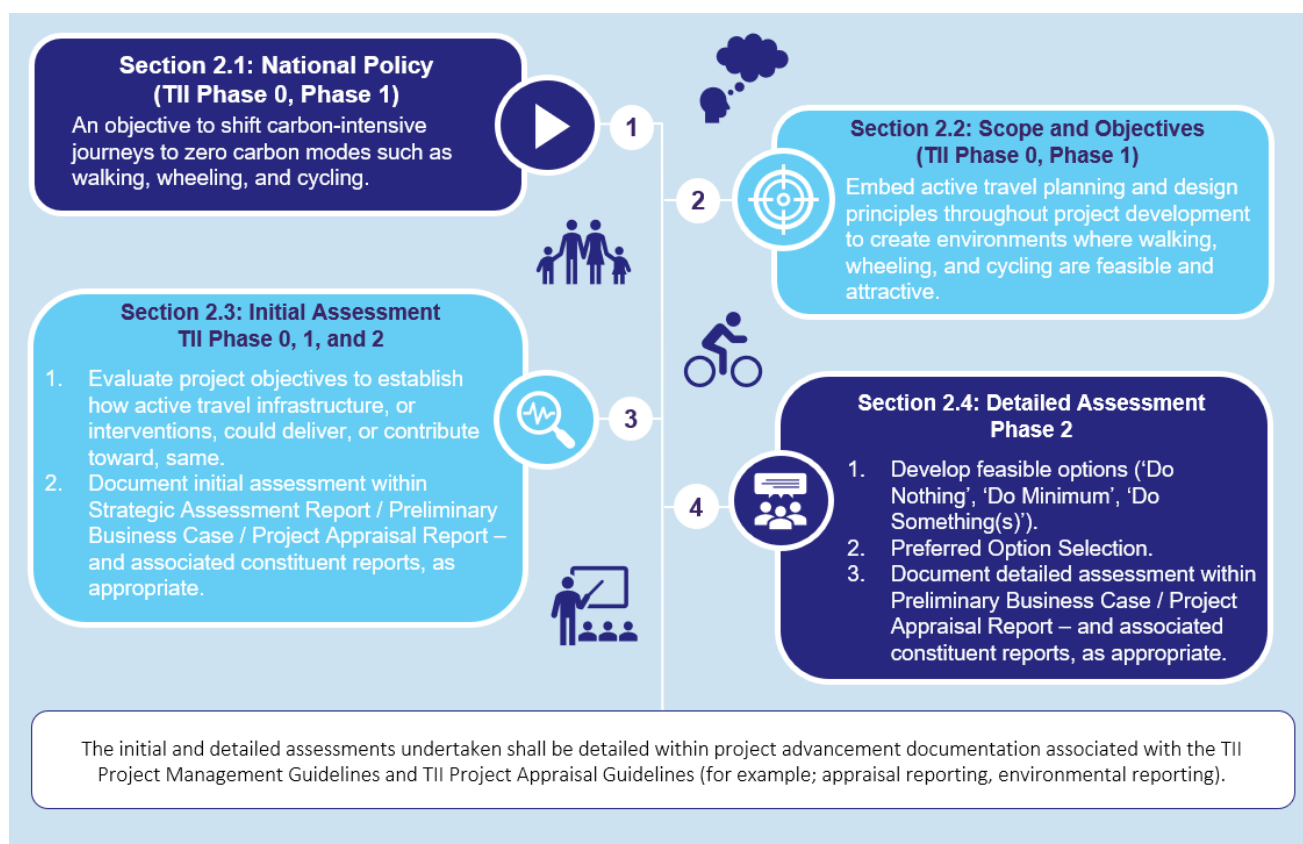 Section 2.1: National Policy
(TII Phase 0, Phase 1)
An objective to shift carbon-intensive
journeys to zero carbon modes such as
walking, wheeling, and cycling.
1
Section 2.2: Scope and Objectives
(TII Phase 0, Phase 1)
Embed active travel planning and design
principles throughout project development
to create environments where walking,
wheeling, and cycling are feasible and
attractive.
2
Section 2.3: Initial Assessment
TII Phase 0, 1, and 2
1. Evaluate project objectives to establish
how active travel infrastructure, or
interventions, could deliver, or contribute
toward, same.
2. Document initial assessment within
Strategic Assessment Report / Preliminary
Business Case / Project Appraisal Report –
and associated constituent reports, as
appropriate.
3
Section 2.4: Detailed Assessment
Phase 2
1. Develop feasible options (‘Do
Nothing’, ‘Do Minimum’, ‘Do
Something(s)’).
2. Preferred Option Selection.
3. Document detailed assessment within
Preliminary Business Case / Project
Appraisal Report – and associated
constituent reports, as appropriate.
4
The initial and detailed assessments undertaken shall be detailed within project advancement documentation associated with the TII
Project Management Guidelines and TII Project Appraisal Guidelines (for example; appraisal reporting, environmental reporting).